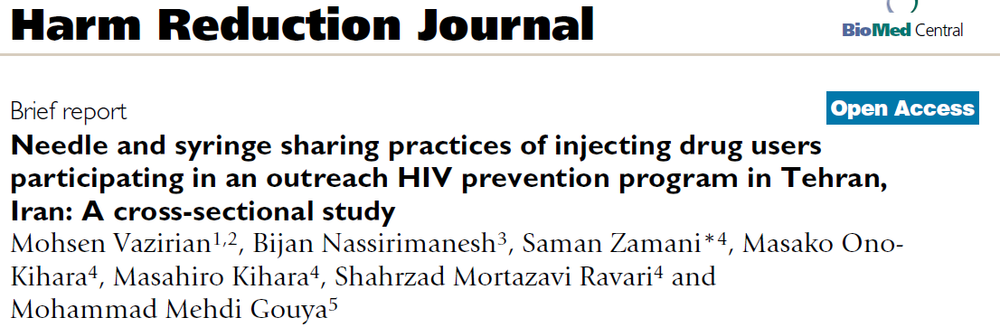 Harm Reduction Journal
BioMed Central
Brief report
Open Access
Needle and syringe sharing practices of injecting drug users
participating in an outreach HIV prevention program in Tehran,
Iran: A cross-sectional study
Mohsen Vazirian1,2, Bijan Nassirimanesh3, Saman Zamani*4, Masako Ono-
Kihara4, Masahiro Kihara4, Shahrzad Mortazavi Ravari4 and
Mohammad Mehdi Gouya5